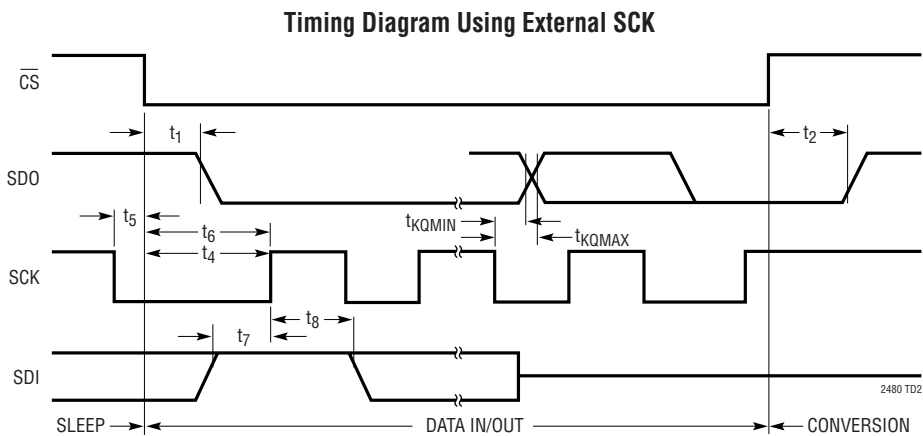 Timing Diagram Using External SCK
CS
t1
t2
SDO
t5
t6
tKQMIN
tKQMAX
t4
SCK
t8
t7
SDI
2480 TD2
SLEEP
DATA IN/OUT
CONVERSION